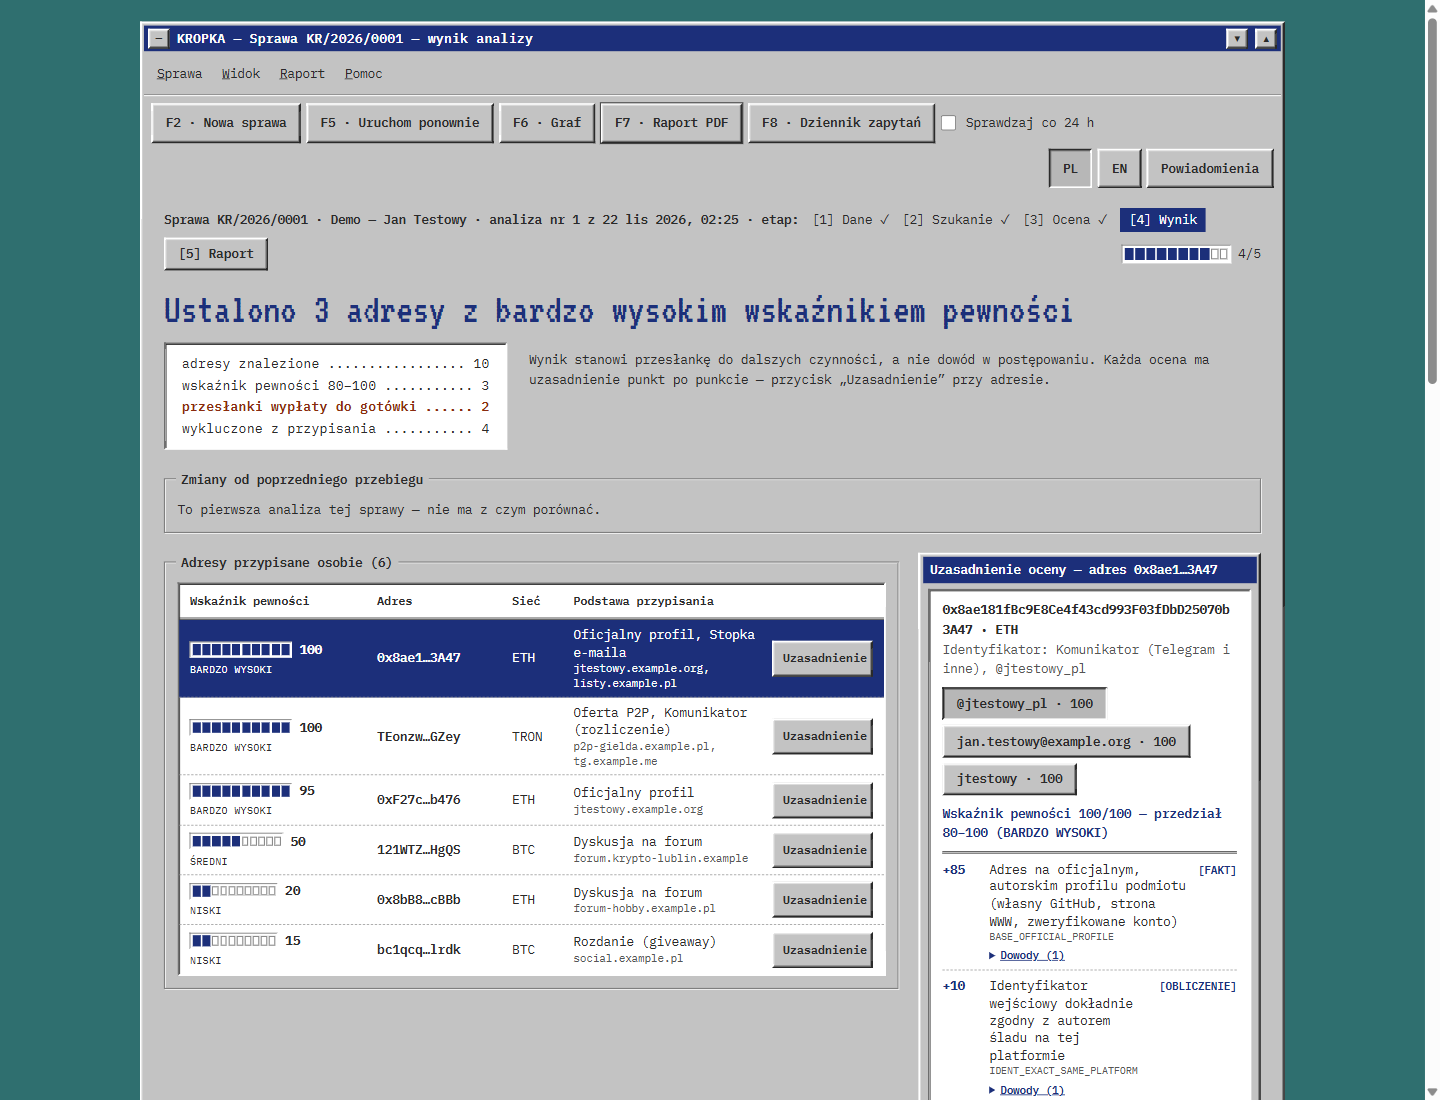 KROPKA — Sprawa KR/2026/0001 — wynik analizy
Sprawa Widok Raport Pomoc
F2 · Nowa sprawa F5 · Uruchom ponownie F6 · Graf F7 · Raport PDF F8 · Dziennik zapytań Sprawdzaj co 24 h
PL EN Powiadomienia
Sprawa KR/2026/0001 · Demo — Jan Testowy · analiza nr 1 z 22 lis 2026, 02:25 · etap: [1] Dane ✓ [2] Szukanie ✓ [3] Ocena ✓ [4] Wynik
[5] Raport 4/5
Ustalono 3 adresy z bardzo wysokim wskaźnikiem pewności
adresy znalezione ................. 10
wskaźnik pewności 80–100 ........... 3
przesłanki wypłaty do gotówki ...... 2
wykluczone z przypisania ........... 4
Wynik stanowi przesłankę do dalszych czynności, a nie dowód w postępowaniu. Każda ocena ma
uzasadnienie punkt po punkcie — przycisk „Uzasadnienie” przy adresie.
Zmiany od poprzedniego przebiegu
To pierwsza analiza tej sprawy — nie ma z czym porównać.
Adresy przypisane osobie (6)
Wskaźnik pewności Adres Sieć Podstawa przypisania
100 BARDZO WYSOKI 0x8ae1…3A47 ETH Oficjalny profil, Stopka
e-maila
jtestowy.example.org,
listy.example.pl
Uzasadnienie
100 BARDZO WYSOKI TEonzw…GZey TRON Oferta P2P, Komunikator
(rozliczenie)
p2p-gielda.example.pl,
tg.example.me
Uzasadnienie
95 BARDZO WYSOKI 0xF27c…b476 ETH Oficjalny profil
jtestowy.example.org
Uzasadnienie
50 ŚREDNI 121WTZ…HgQS BTC Dyskusja na forum
forum.krypto-lublin.example
Uzasadnienie
20 NISKI 0x8bB8…cBBb ETH Dyskusja na forum
forum-hobby.example.pl
Uzasadnienie
15 NISKI bc1qcq…lrdk BTC Rozdanie (giveaway)
social.example.pl
Uzasadnienie
Uzasadnienie oceny — adres 0x8ae1…3A47
0x8ae181fBc9E8Ce4f43cd993F03fDbD25070b
3A47 · ETH
Identyfikator: Komunikator (Telegram i
inne), @jtestowy_pl
@jtestowy_pl · 100
jan.testowy@example.org · 100
jtestowy · 100
Wskaźnik pewności 100/100 — przedział
80–100 (BARDZO WYSOKI)
+85 Adres na oficjalnym, [FAKT]
autorskim profilu podmiotu
(własny GitHub, strona
WWW, zweryfikowane konto)
BASE_OFFICIAL_PROFILE
▶ Dowody (1)
+10 Identyfikator [OBLICZENIE]
wejściowy dokładnie
zgodny z autorem
śladu na tej
platformie
IDENT_EXACT_SAME_PLATFORM
▶ Dowody (1)